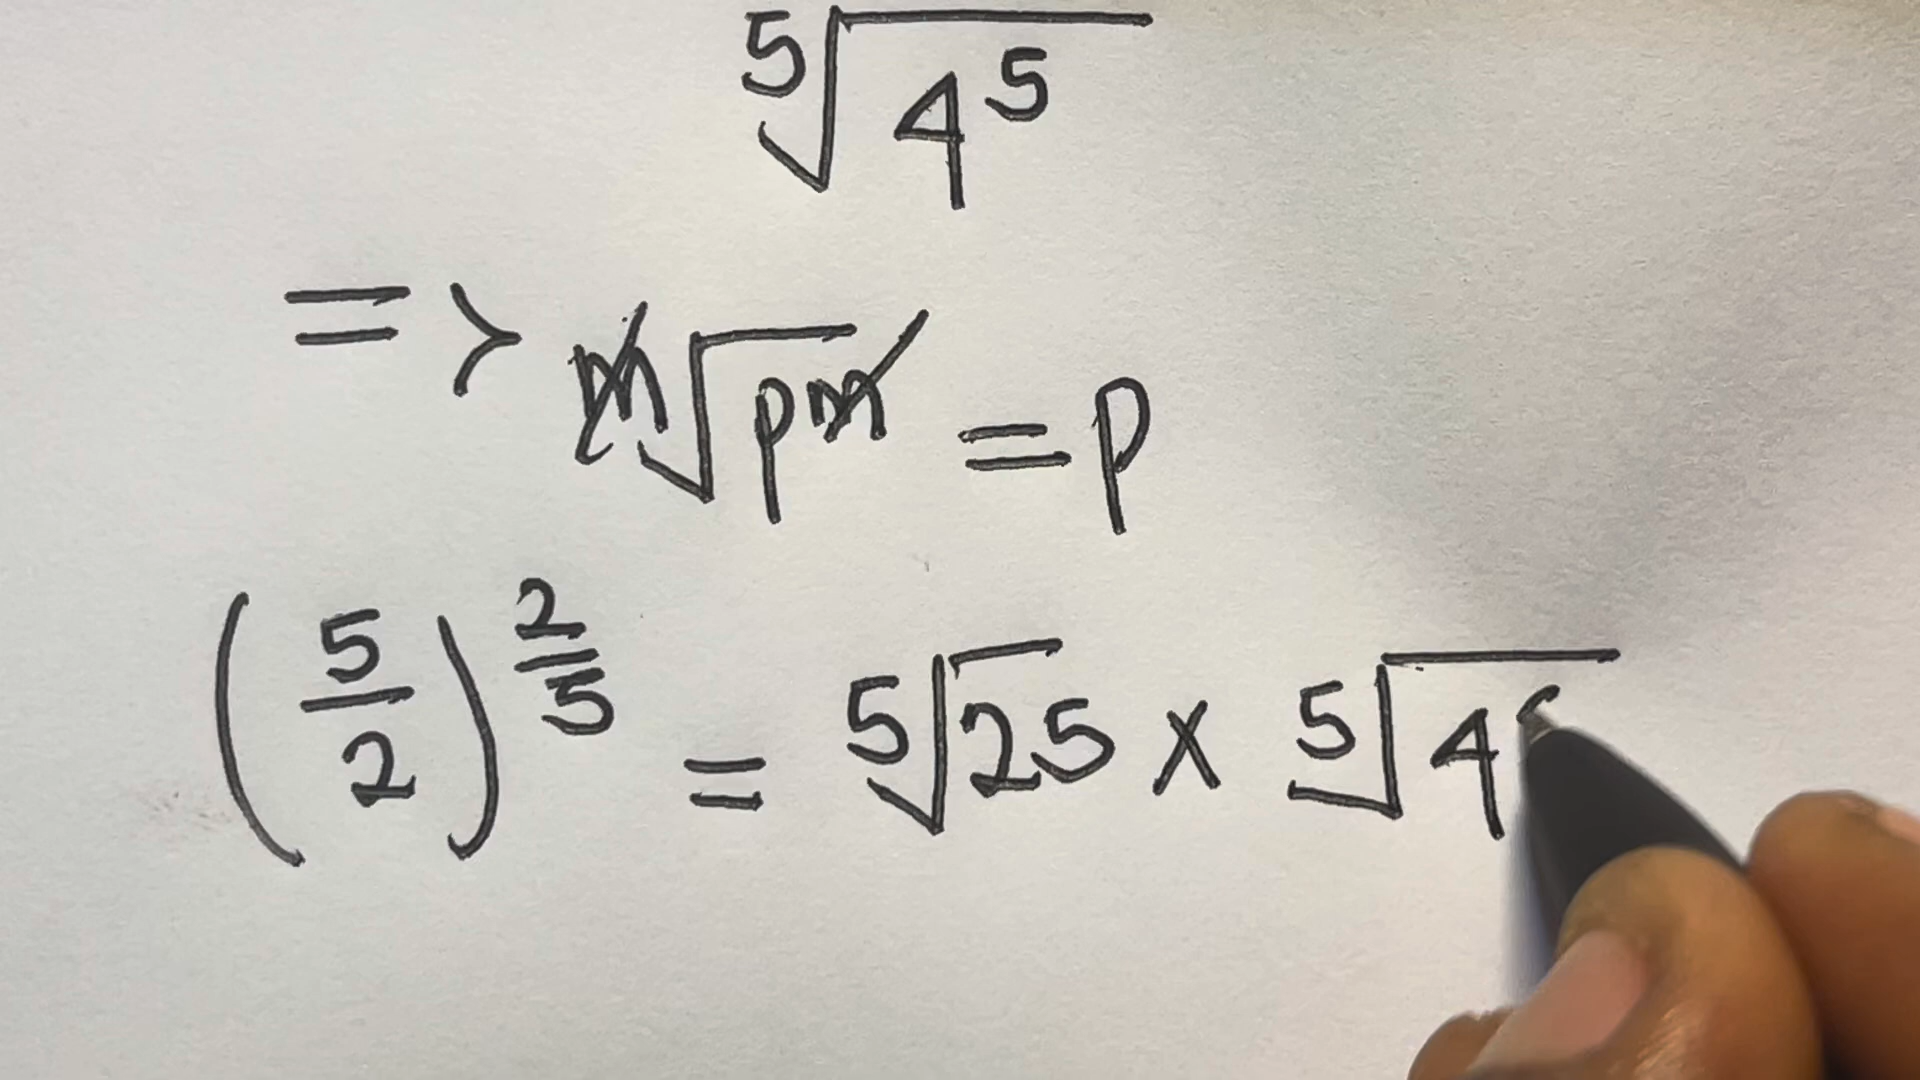 ⁵√4⁵
=> ᵐ√pᵐ = p
(5/2)^(2/5) = ⁵√25 × ⁵√4